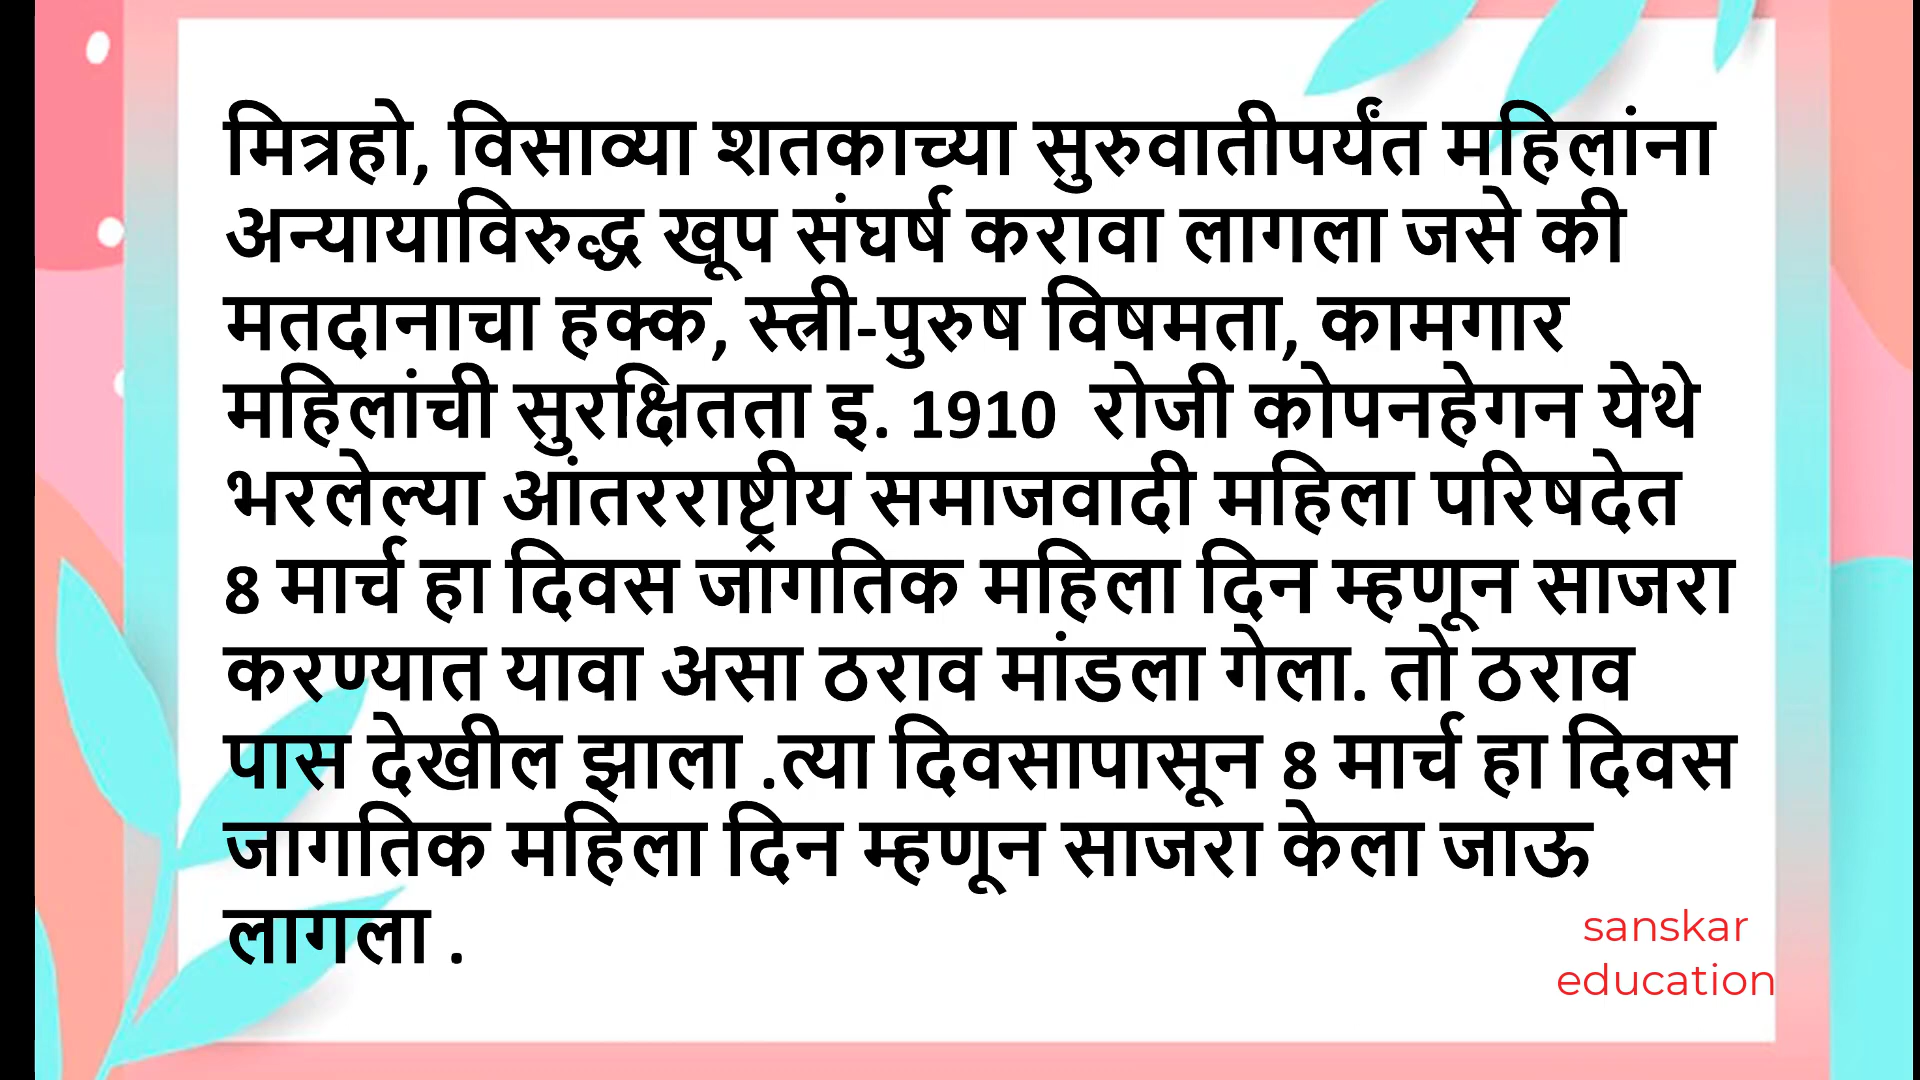 मित्रहो, विसाव्या शतकाच्या सुरुवातीपर्यंत महिलांना
अन्यायाविरुद्ध खूप संघर्ष करावा लागला जसे की
मतदानाचा हक्क, स्त्री-पुरुष विषमता, कामगार
महिलांची सुरक्षितता इ. 1910 रोजी कोपनहेगन येथे
भरलेल्या आंतरराष्ट्रीय समाजवादी महिला परिषदेत
8 मार्च हा दिवस जागतिक महिला दिन म्हणून साजरा
करण्यात यावा असा ठराव मांडला गेला. तो ठराव
पास देखील झाला .त्या दिवसापासून 8 मार्च हा दिवस
जागतिक महिला दिन म्हणून साजरा केला जाऊ
लागला .
sanskar
education